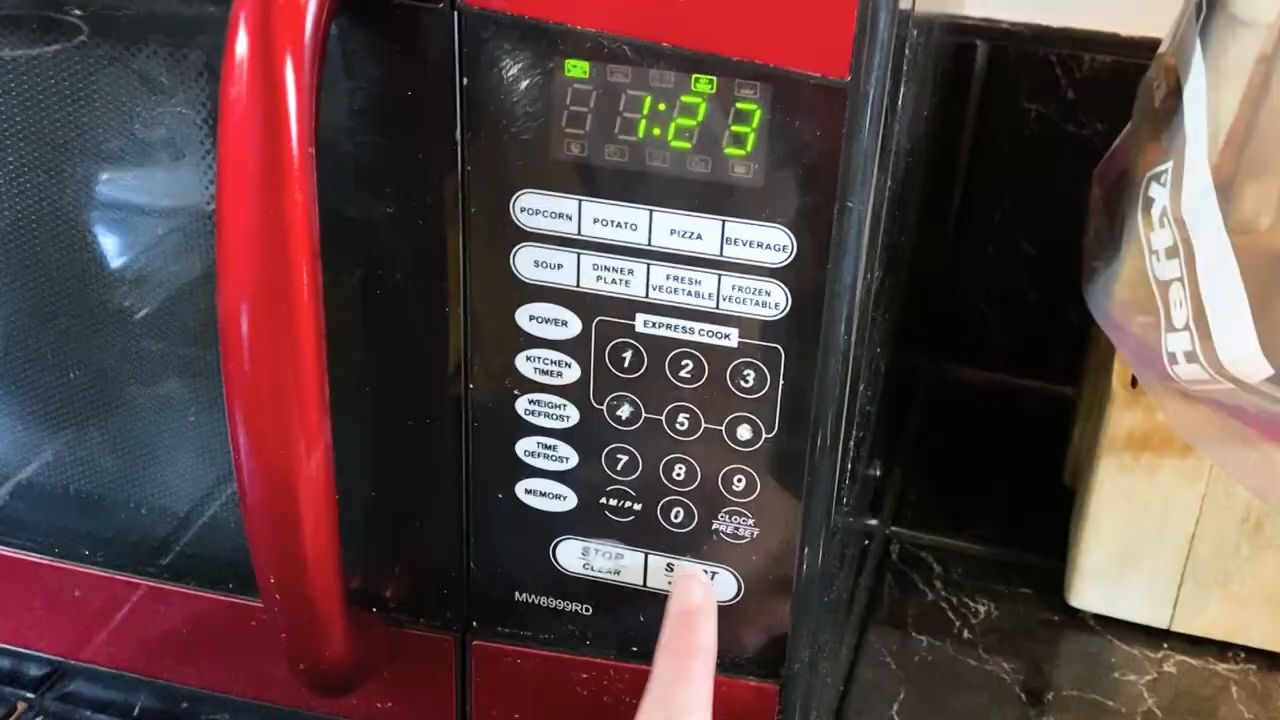 1:23
POPCORN POTATO PIZZA BEVERAGE
SOUP DINNER PLATE FRESH VEGETABLE FROZEN VEGETABLE
POWER
EXPRESS COOK
1 2 3
KITCHEN TIMER
4 5 6
WEIGHT DEFROST
7 8 9
TIME DEFROST
MEMORY
AM/PM 0 CLOCK PRE-SET
STOP CLEAR START
MW8999RD
Hefty